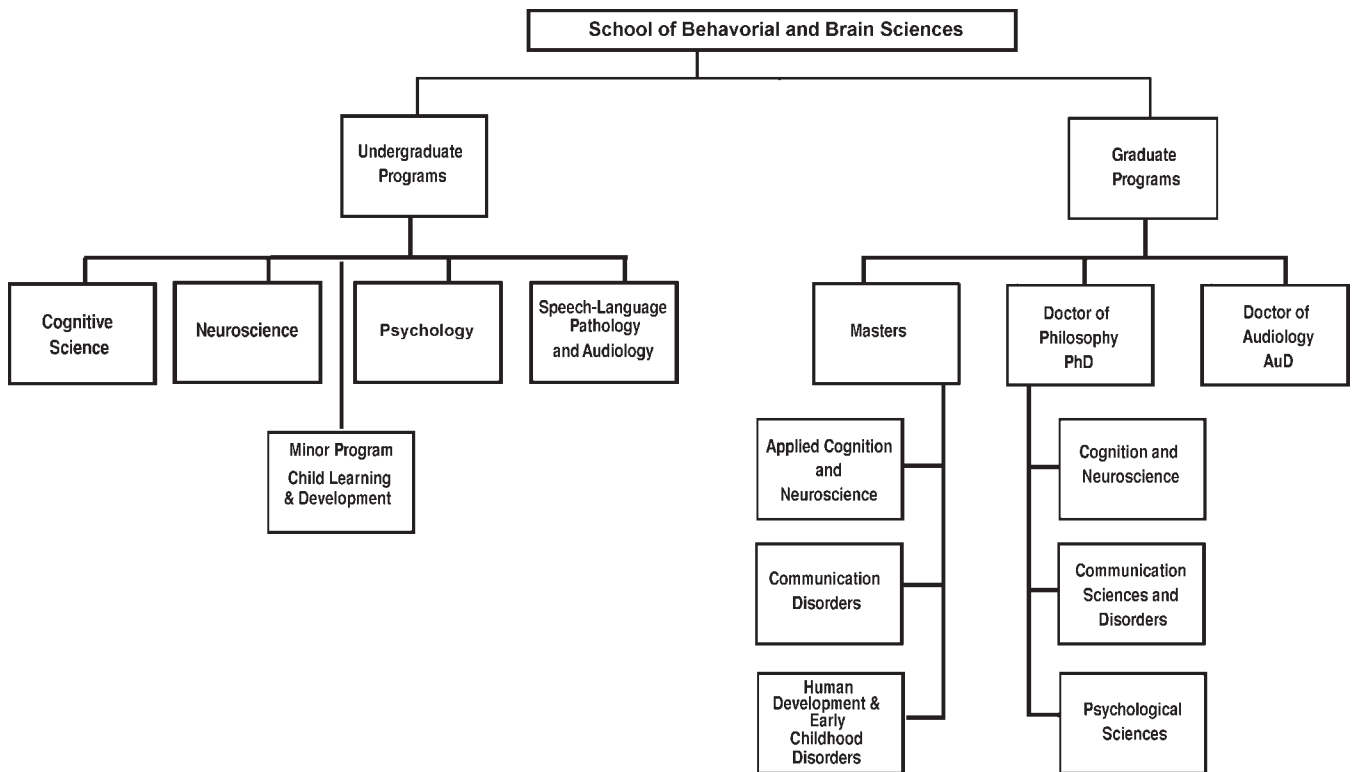 School of Behavorial and Brain Sciences
Undergraduate
Programs
Graduate
Programs
Cognitive
Science
Neuroscience
Psychology
Speech-Language
Pathology
and Audiology
Masters
Doctor of
Philosophy
PhD
Doctor of
Audiology
AuD
Minor Program
Child Learning
& Development
Applied Cognition
and
Neuroscience
Cognition and
Neuroscience
Communication
Disorders
Communication
Sciences and
Disorders
Human
Development &
Early
Childhood
Disorders
Psychological
Sciences